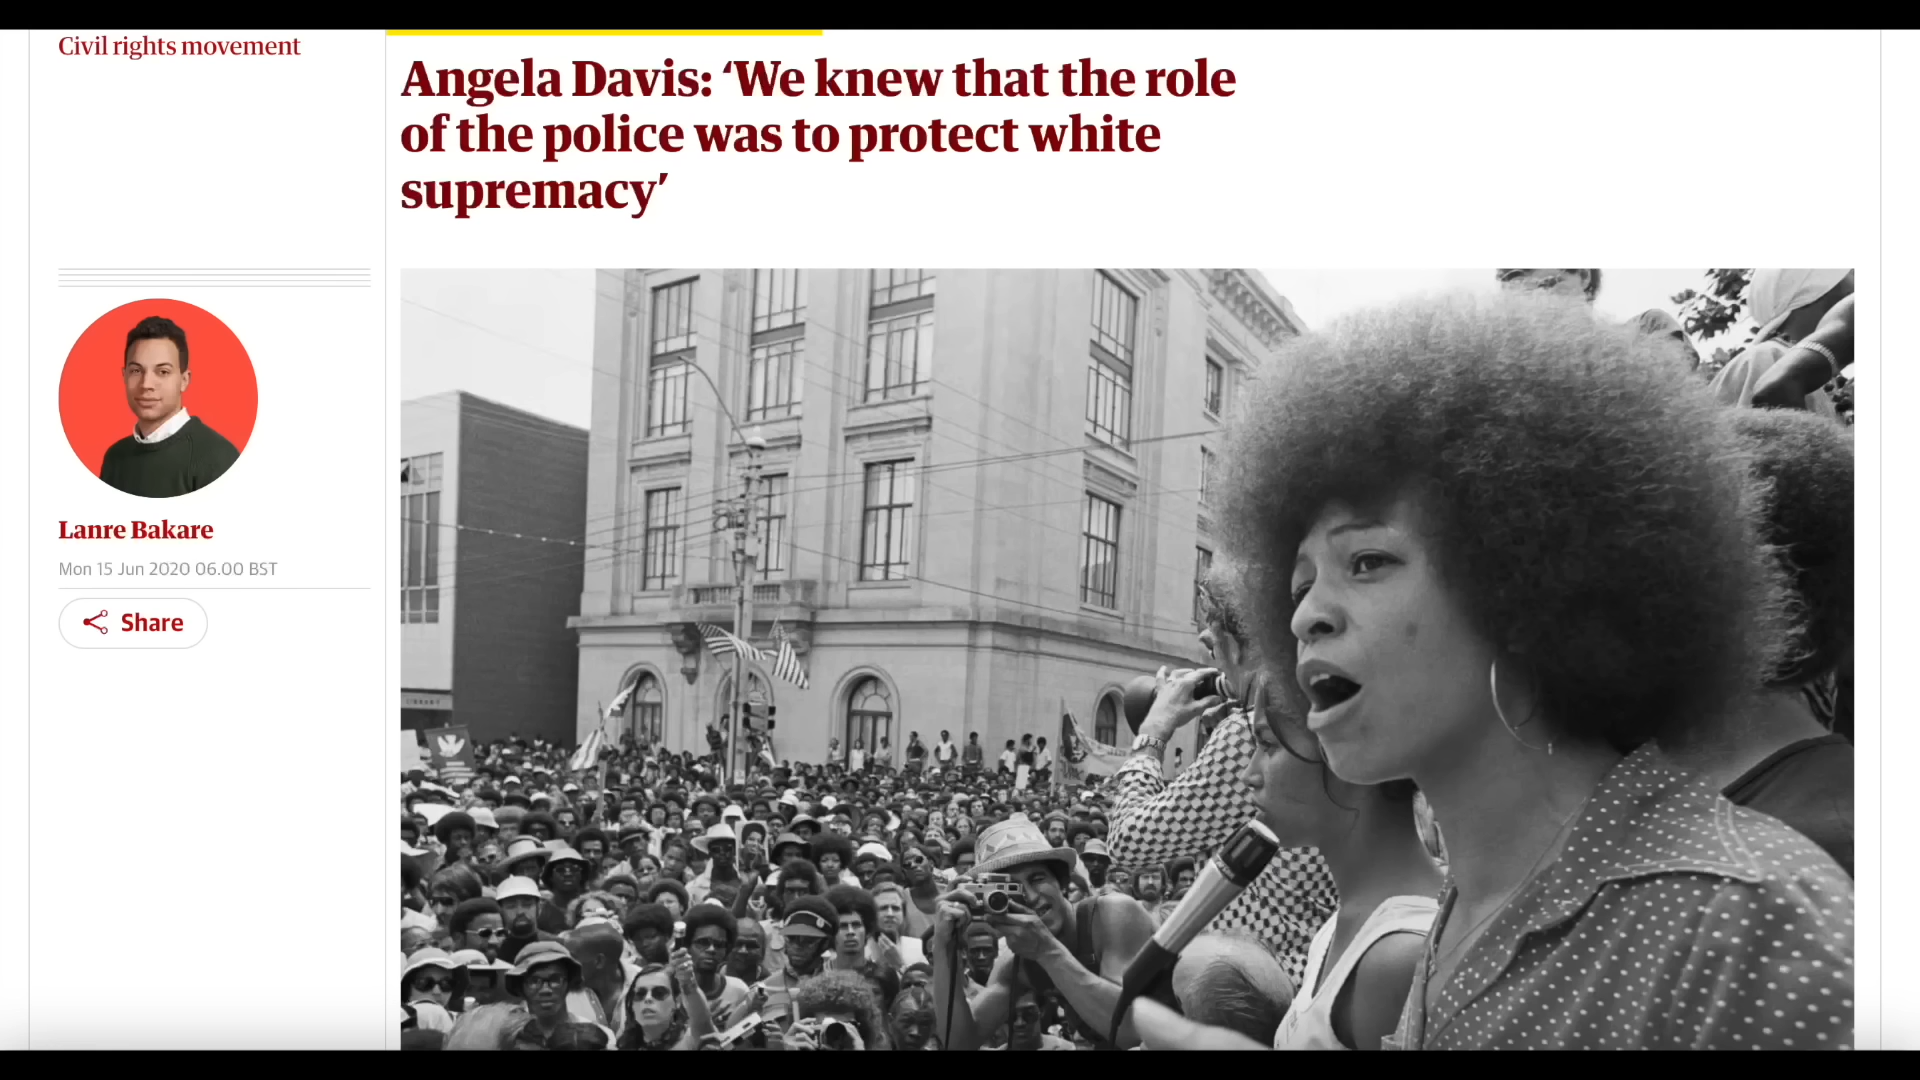 Civil rights movement
Angela Davis: ‘We knew that the role
of the police was to protect white
supremacy’
Lanre Bakare
Mon 15 Jun 2020 06.00 BST
Share
LIBRARY